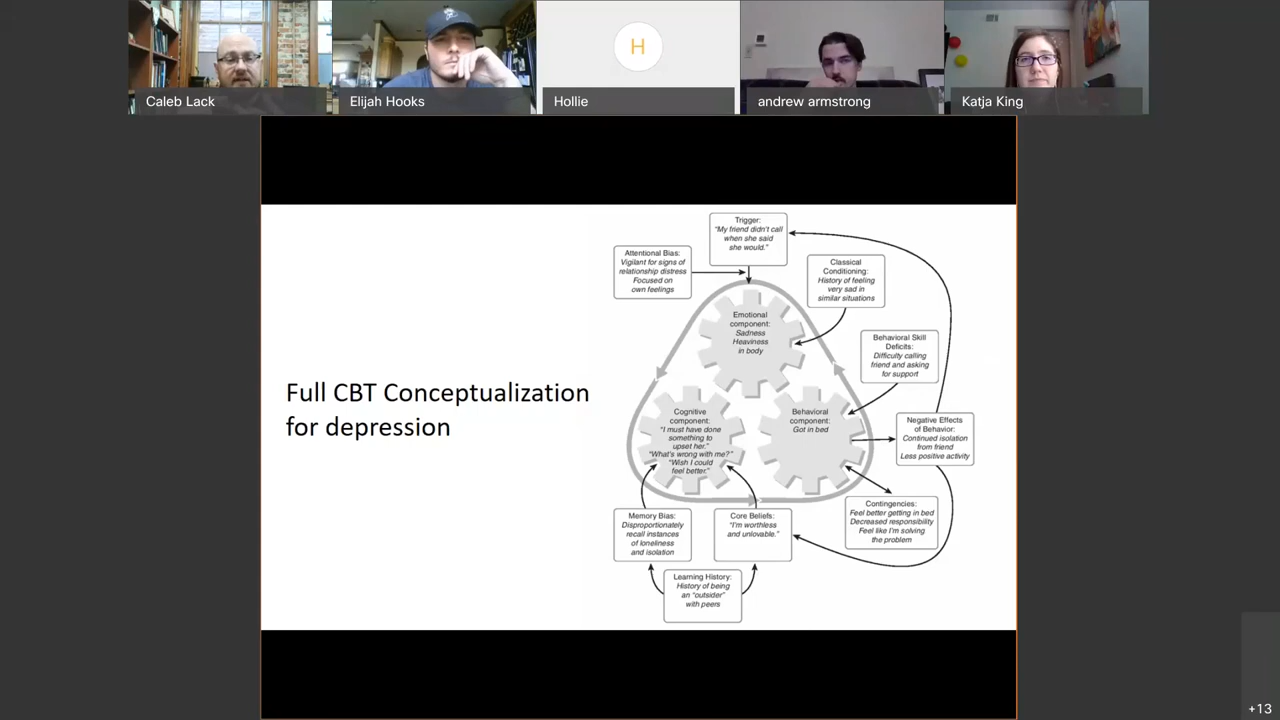 Caleb Lack
Elijah Hooks
H
Hollie
andrew armstrong
Katja King
Full CBT Conceptualization
for depression
Trigger:
"My friend didn't call
when she said
she would."
Attentional Bias:
Vigilant for signs of
relationship distress
Focused on
own feelings
Classical
Conditioning:
History of feeling
very sad in
similar situations
Emotional
component:
Sadness
Heaviness
in body
Behavioral Skill
Deficits:
Difficulty calling
friend and asking
for support
Cognitive
component:
"I must have done
something to
upset her."
"What's wrong with me?"
"Wish I could
feel better."
Behavioral
component:
Got in bed
Negative Effects
of Behavior:
Continued isolation
from friend
Less positive activity
Contingencies:
Feel better getting in bed
Decreased responsibility
Feel like I'm solving
the problem
Memory Bias:
Disproportionately
recall instances
of loneliness
and isolation
Core Beliefs:
"I'm worthless
and unlovable."
Learning History:
History of being
an "outsider"
with peers
+13